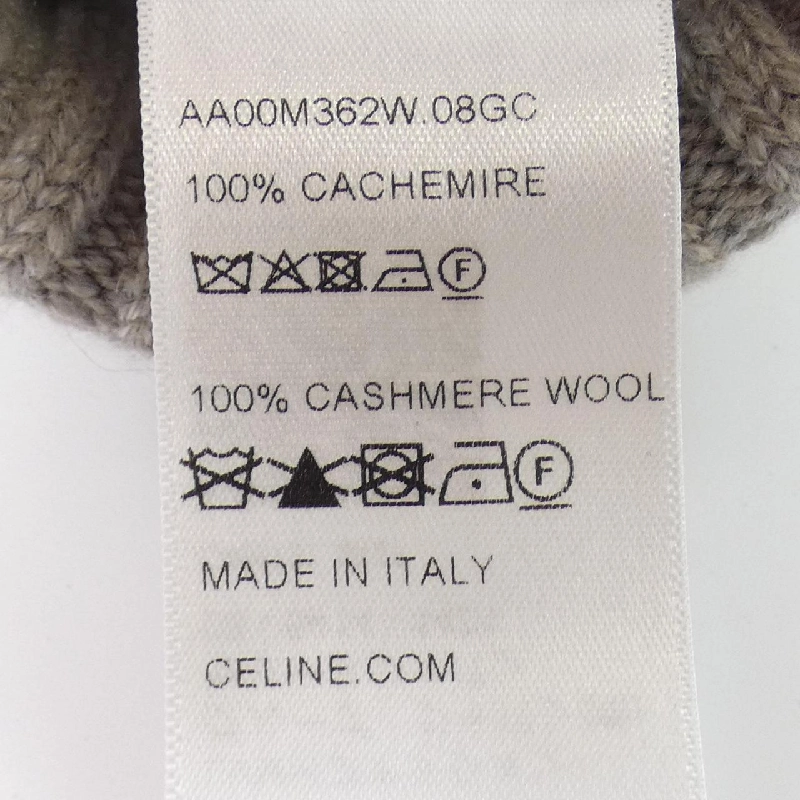 AA00M362W.08GC
100% CACHEMIRE
F
100% CASHMERE WOOL
F
MADE IN ITALY
CELINE.COM